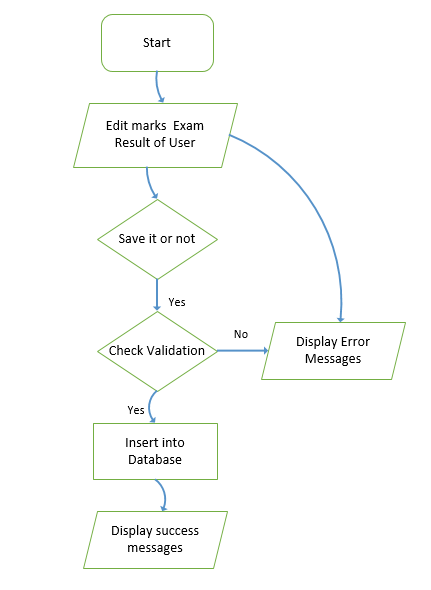 Start
Edit marks Exam
Result of User
Save it or not
Yes
Check Validation
No
Display Error
Messages
Yes
Insert into
Database
Display success
messages